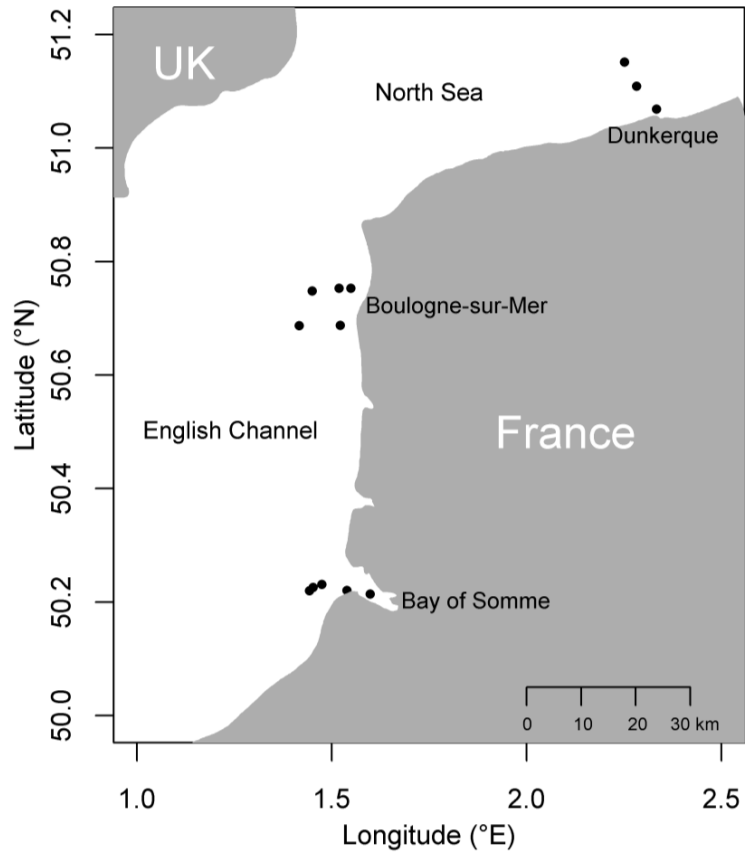 UK
North Sea
Dunkerque
Boulogne-sur-Mer
English Channel
France
Bay of Somme
0 10 20 30 km
51.2
51.0
50.8
50.6
50.4
50.2
50.0
Latitude (°N)
1.0 1.5 2.0 2.5
Longitude (°E)